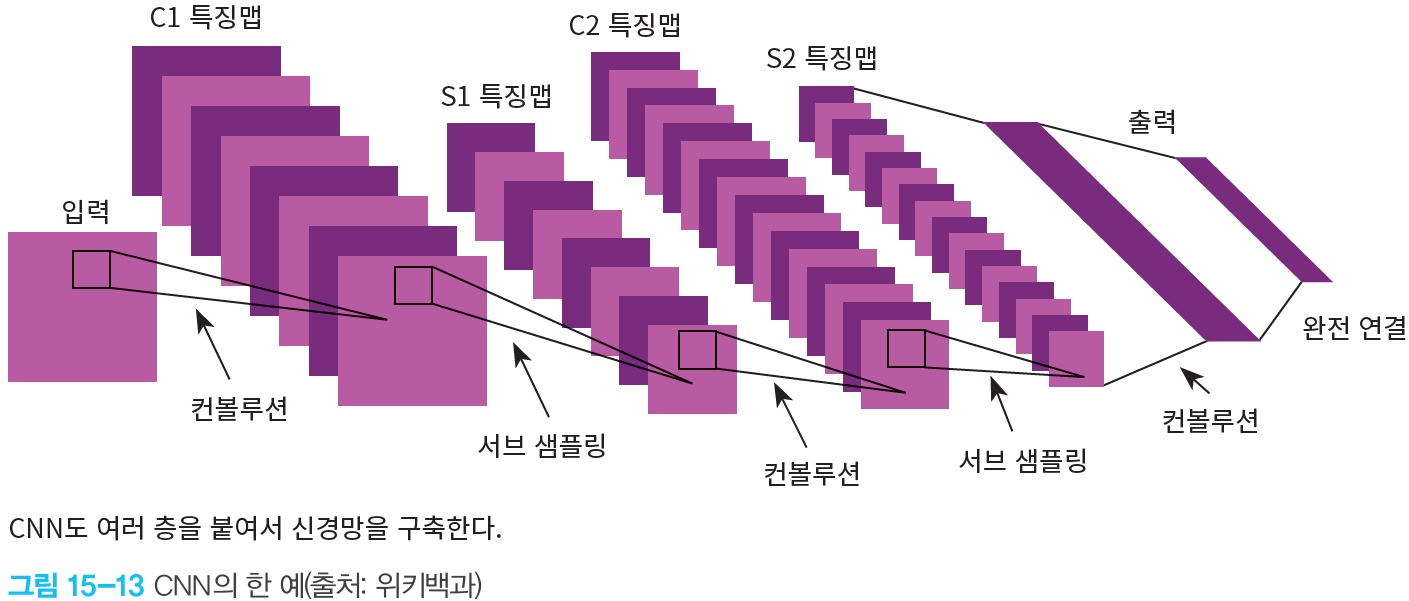 C1 특징맵
C2 특징맵
S1 특징맵
S2 특징맵
출력
입력
완전 연결
컨볼루션
서브 샘플링
컨볼루션
서브 샘플링
컨볼루션
CNN도 여러 층을 붙여서 신경망을 구축한다.
그림 15-13 CNN의 한 예(출처: 위키백과)